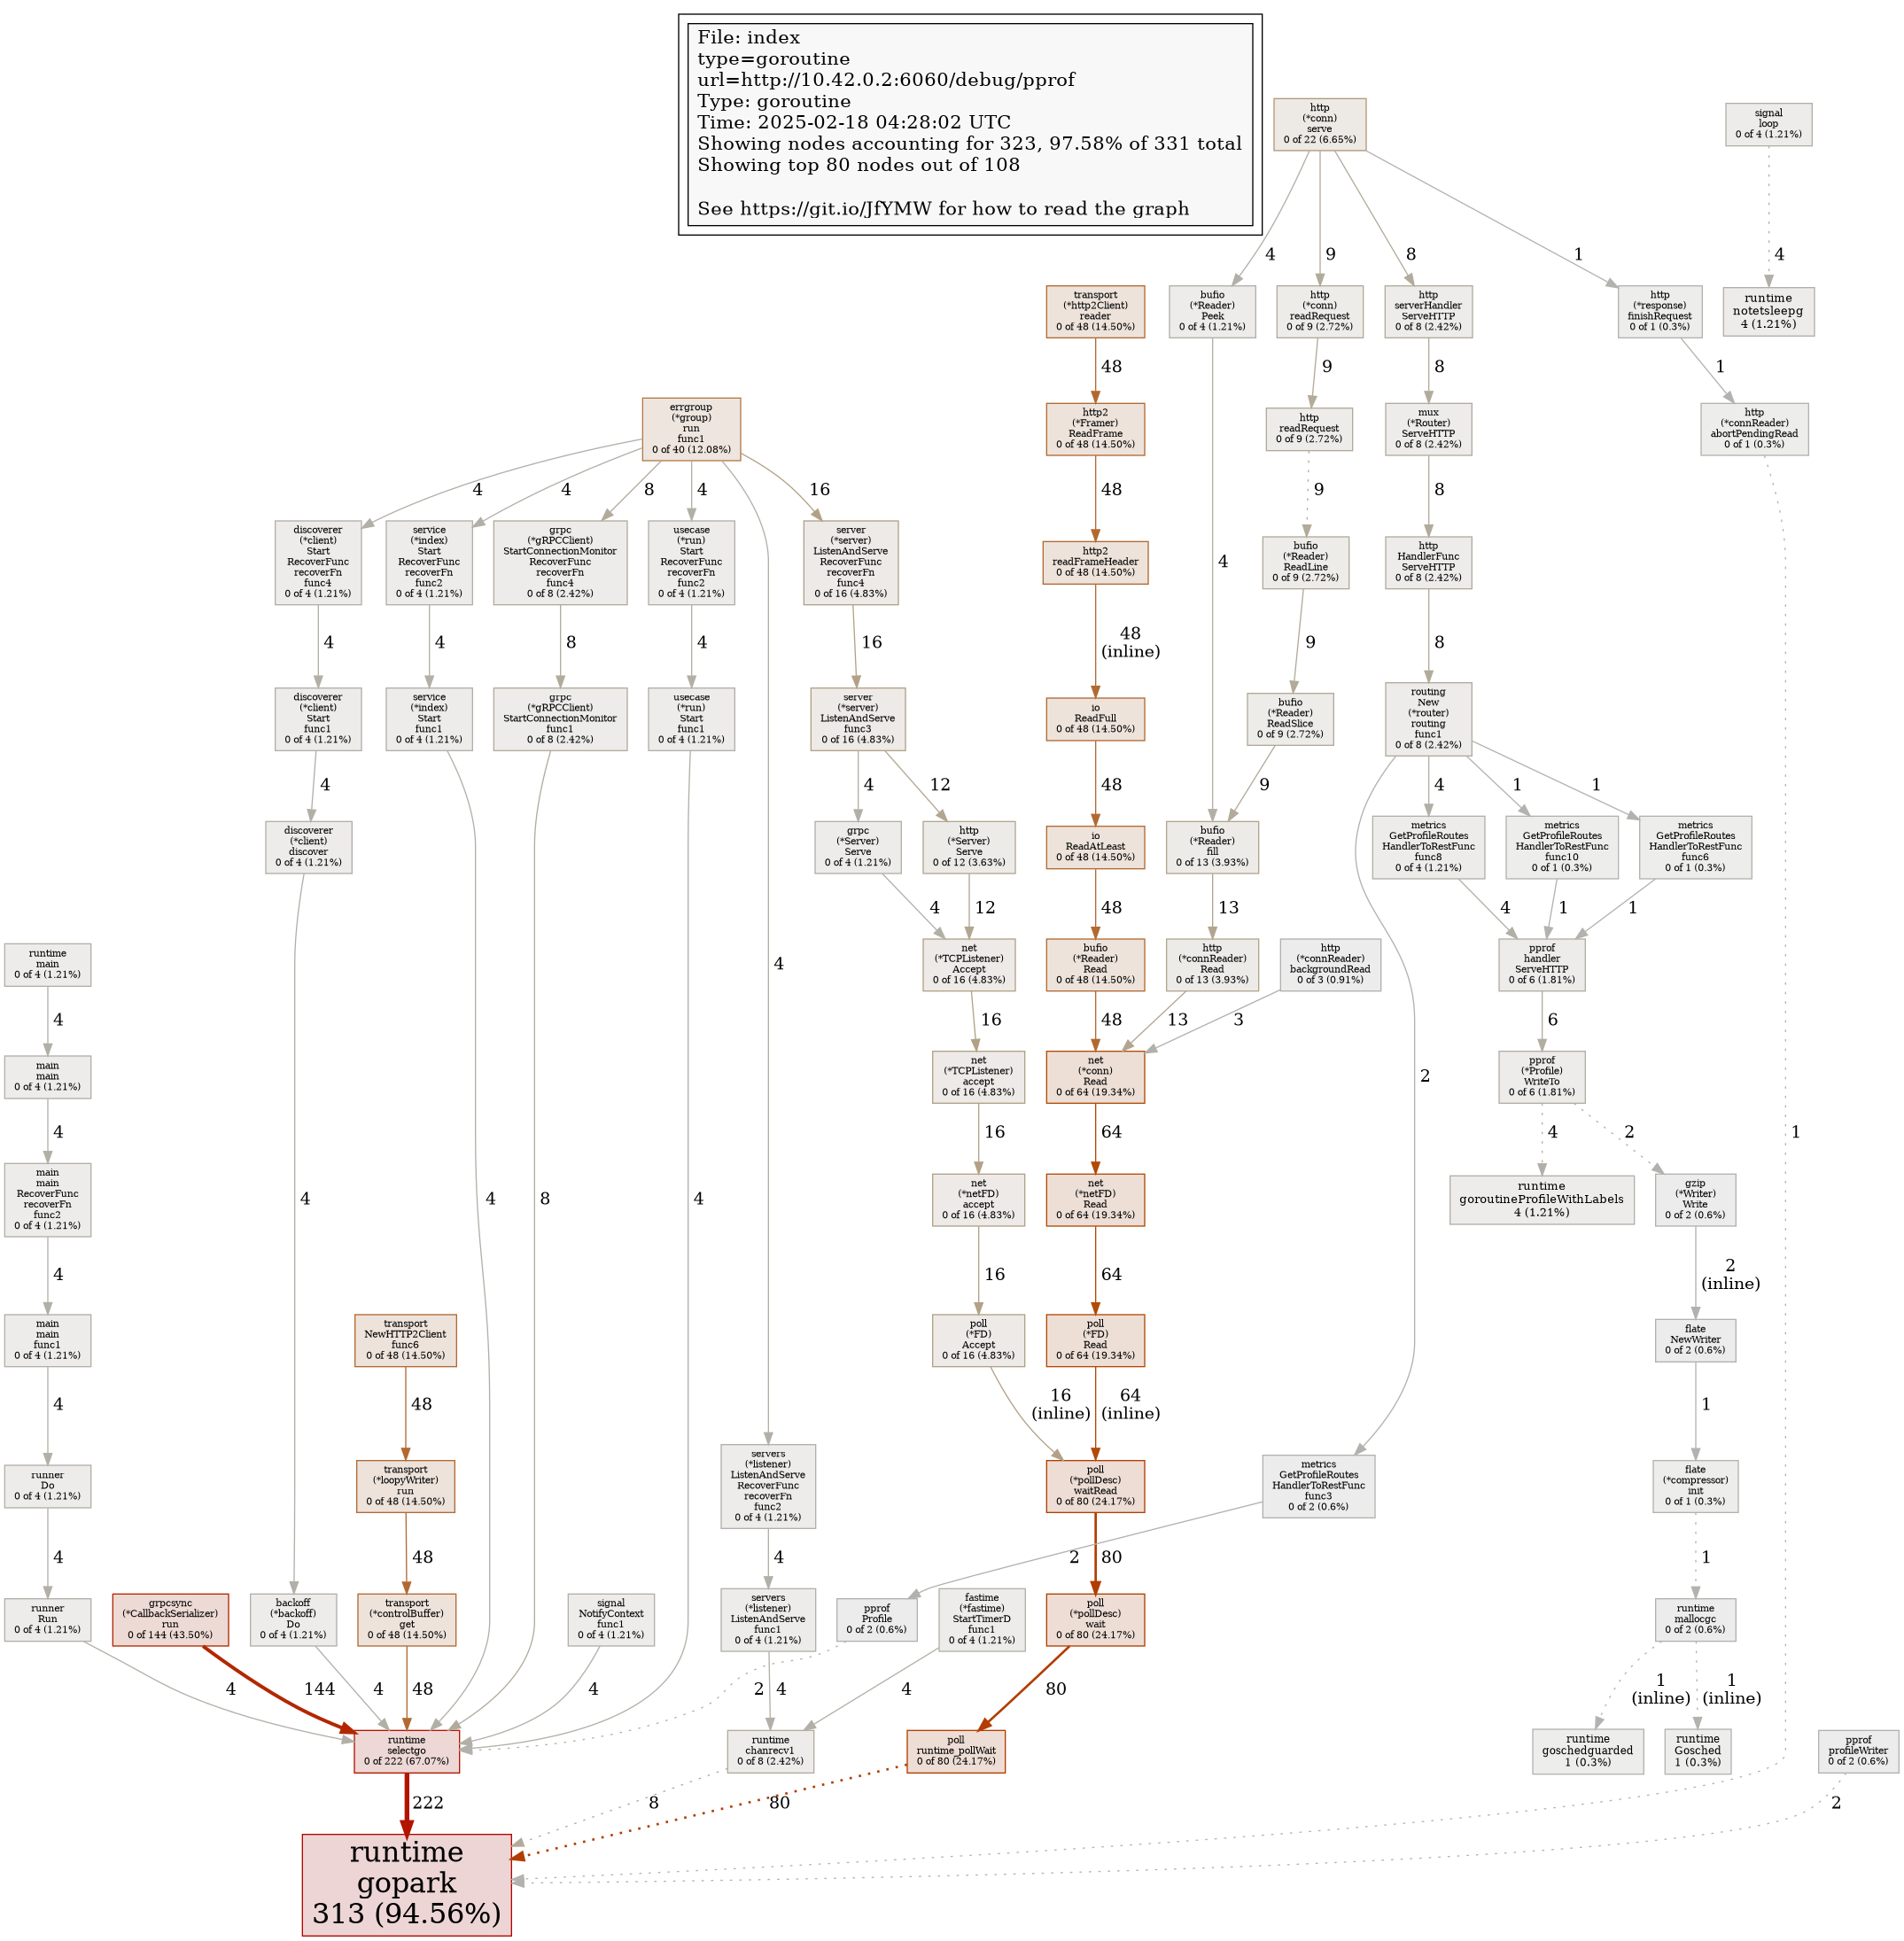 File: index
type=goroutine
url=http://10.42.0.2:6060/debug/pprof
Type: goroutine
Time: 2025-02-18 04:28:02 UTC
Showing nodes accounting for 323, 97.58% of 331 total
Showing top 80 nodes out of 108
See https://git.io/JfYMW for how to read the graph
http
(*conn)
serve
0 of 22 (6.65%)
signal
loop
0 of 4 (1.21%)
4
9
8
1
4
transport
(*http2Client)
reader
0 of 48 (14.50%)
bufio
(*Reader)
Peek
0 of 4 (1.21%)
http
(*conn)
readRequest
0 of 9 (2.72%)
http
serverHandler
ServeHTTP
0 of 8 (2.42%)
http
(*response)
finishRequest
0 of 1 (0.3%)
runtime
notetsleepg
4 (1.21%)
48
9
8
1
errgroup
(*group)
run
func1
0 of 40 (12.08%)
http2
(*Framer)
ReadFrame
0 of 48 (14.50%)
http
readRequest
0 of 9 (2.72%)
mux
(*Router)
ServeHTTP
0 of 8 (2.42%)
http
(*connReader)
abortPendingRead
0 of 1 (0.3%)
4
4
8
4
16
48
9
8
discoverer
(*client)
Start
RecoverFunc
recoverFn
func4
0 of 4 (1.21%)
service
(*index)
Start
RecoverFunc
recoverFn
func2
0 of 4 (1.21%)
grpc
(*gRPCClient)
StartConnectionMonitor
RecoverFunc
recoverFn
func4
0 of 8 (2.42%)
usecase
(*run)
Start
RecoverFunc
recoverFn
func2
0 of 4 (1.21%)
server
(*server)
ListenAndServe
RecoverFunc
recoverFn
func4
0 of 16 (4.83%)
http2
readFrameHeader
0 of 48 (14.50%)
4
bufio
(*Reader)
ReadLine
0 of 9 (2.72%)
http
HandlerFunc
ServeHTTP
0 of 8 (2.42%)
4
4
8
4
16
48
(inline)
9
8
discoverer
(*client)
Start
func1
0 of 4 (1.21%)
service
(*index)
Start
func1
0 of 4 (1.21%)
grpc
(*gRPCClient)
StartConnectionMonitor
func1
0 of 8 (2.42%)
usecase
(*run)
Start
func1
0 of 4 (1.21%)
server
(*server)
ListenAndServe
func3
0 of 16 (4.83%)
io
ReadFull
0 of 48 (14.50%)
bufio
(*Reader)
ReadSlice
0 of 9 (2.72%)
routing
New
(*router)
routing
func1
0 of 8 (2.42%)
4
4
12
48
9
4
1
1
discoverer
(*client)
discover
0 of 4 (1.21%)
grpc
(*Server)
Serve
0 of 4 (1.21%)
http
(*Server)
Serve
0 of 12 (3.63%)
io
ReadAtLeast
0 of 48 (14.50%)
bufio
(*Reader)
fill
0 of 13 (3.93%)
metrics
GetProfileRoutes
HandlerToRestFunc
func8
0 of 4 (1.21%)
metrics
GetProfileRoutes
HandlerToRestFunc
func10
0 of 1 (0.3%)
metrics
GetProfileRoutes
HandlerToRestFunc
func6
0 of 1 (0.3%)
4
12
48
13
4
1
1
runtime
main
0 of 4 (1.21%)
4
net
(*TCPListener)
Accept
0 of 16 (4.83%)
bufio
(*Reader)
Read
0 of 48 (14.50%)
http
(*connReader)
Read
0 of 13 (3.93%)
http
(*connReader)
backgroundRead
0 of 3 (0.91%)
pprof
handler
ServeHTTP
0 of 6 (1.81%)
4
16
48
13
3
6
main
main
0 of 4 (1.21%)
net
(*TCPListener)
accept
0 of 16 (4.83%)
net
(*conn)
Read
0 of 64 (19.34%)
2
pprof
(*Profile)
WriteTo
0 of 6 (1.81%)
4
16
64
4
2
1
main
main
RecoverFunc
recoverFn
func2
0 of 4 (1.21%)
4
4
8
4
net
(*netFD)
accept
0 of 16 (4.83%)
net
(*netFD)
Read
0 of 64 (19.34%)
runtime
goroutineProfileWithLabels
4 (1.21%)
gzip
(*Writer)
Write
0 of 2 (0.6%)
4
16
64
2
(inline)
main
main
func1
0 of 4 (1.21%)
transport
NewHTTP2Client
func6
0 of 48 (14.50%)
poll
(*FD)
Accept
0 of 16 (4.83%)
poll
(*FD)
Read
0 of 64 (19.34%)
flate
NewWriter
0 of 2 (0.6%)
4
48
16
(inline)
64
(inline)
1
runner
Do
0 of 4 (1.21%)
transport
(*loopyWriter)
run
0 of 48 (14.50%)
servers
(*listener)
ListenAndServe
RecoverFunc
recoverFn
func2
0 of 4 (1.21%)
poll
(*pollDesc)
waitRead
0 of 80 (24.17%)
metrics
GetProfileRoutes
HandlerToRestFunc
func3
0 of 2 (0.6%)
flate
(*compressor)
init
0 of 1 (0.3%)
4
48
4
2
80
1
runner
Run
0 of 4 (1.21%)
grpcsync
(*CallbackSerializer)
run
0 of 144 (43.50%)
backoff
(*backoff)
Do
0 of 4 (1.21%)
transport
(*controlBuffer)
get
0 of 48 (14.50%)
signal
NotifyContext
func1
0 of 4 (1.21%)
servers
(*listener)
ListenAndServe
func1
0 of 4 (1.21%)
pprof
Profile
0 of 2 (0.6%)
fastime
(*fastime)
StartTimerD
func1
0 of 4 (1.21%)
poll
(*pollDesc)
wait
0 of 80 (24.17%)
runtime
mallocgc
0 of 2 (0.6%)
4
144
4
48
4
2
4
4
80
1
(inline)
1
(inline)
runtime
selectgo
0 of 222 (67.07%)
runtime
chanrecv1
0 of 8 (2.42%)
poll
runtime_pollWait
0 of 80 (24.17%)
runtime
goschedguarded
1 (0.3%)
runtime
Gosched
1 (0.3%)
pprof
profileWriter
0 of 2 (0.6%)
222
8
80
2
runtime
gopark
313 (94.56%)